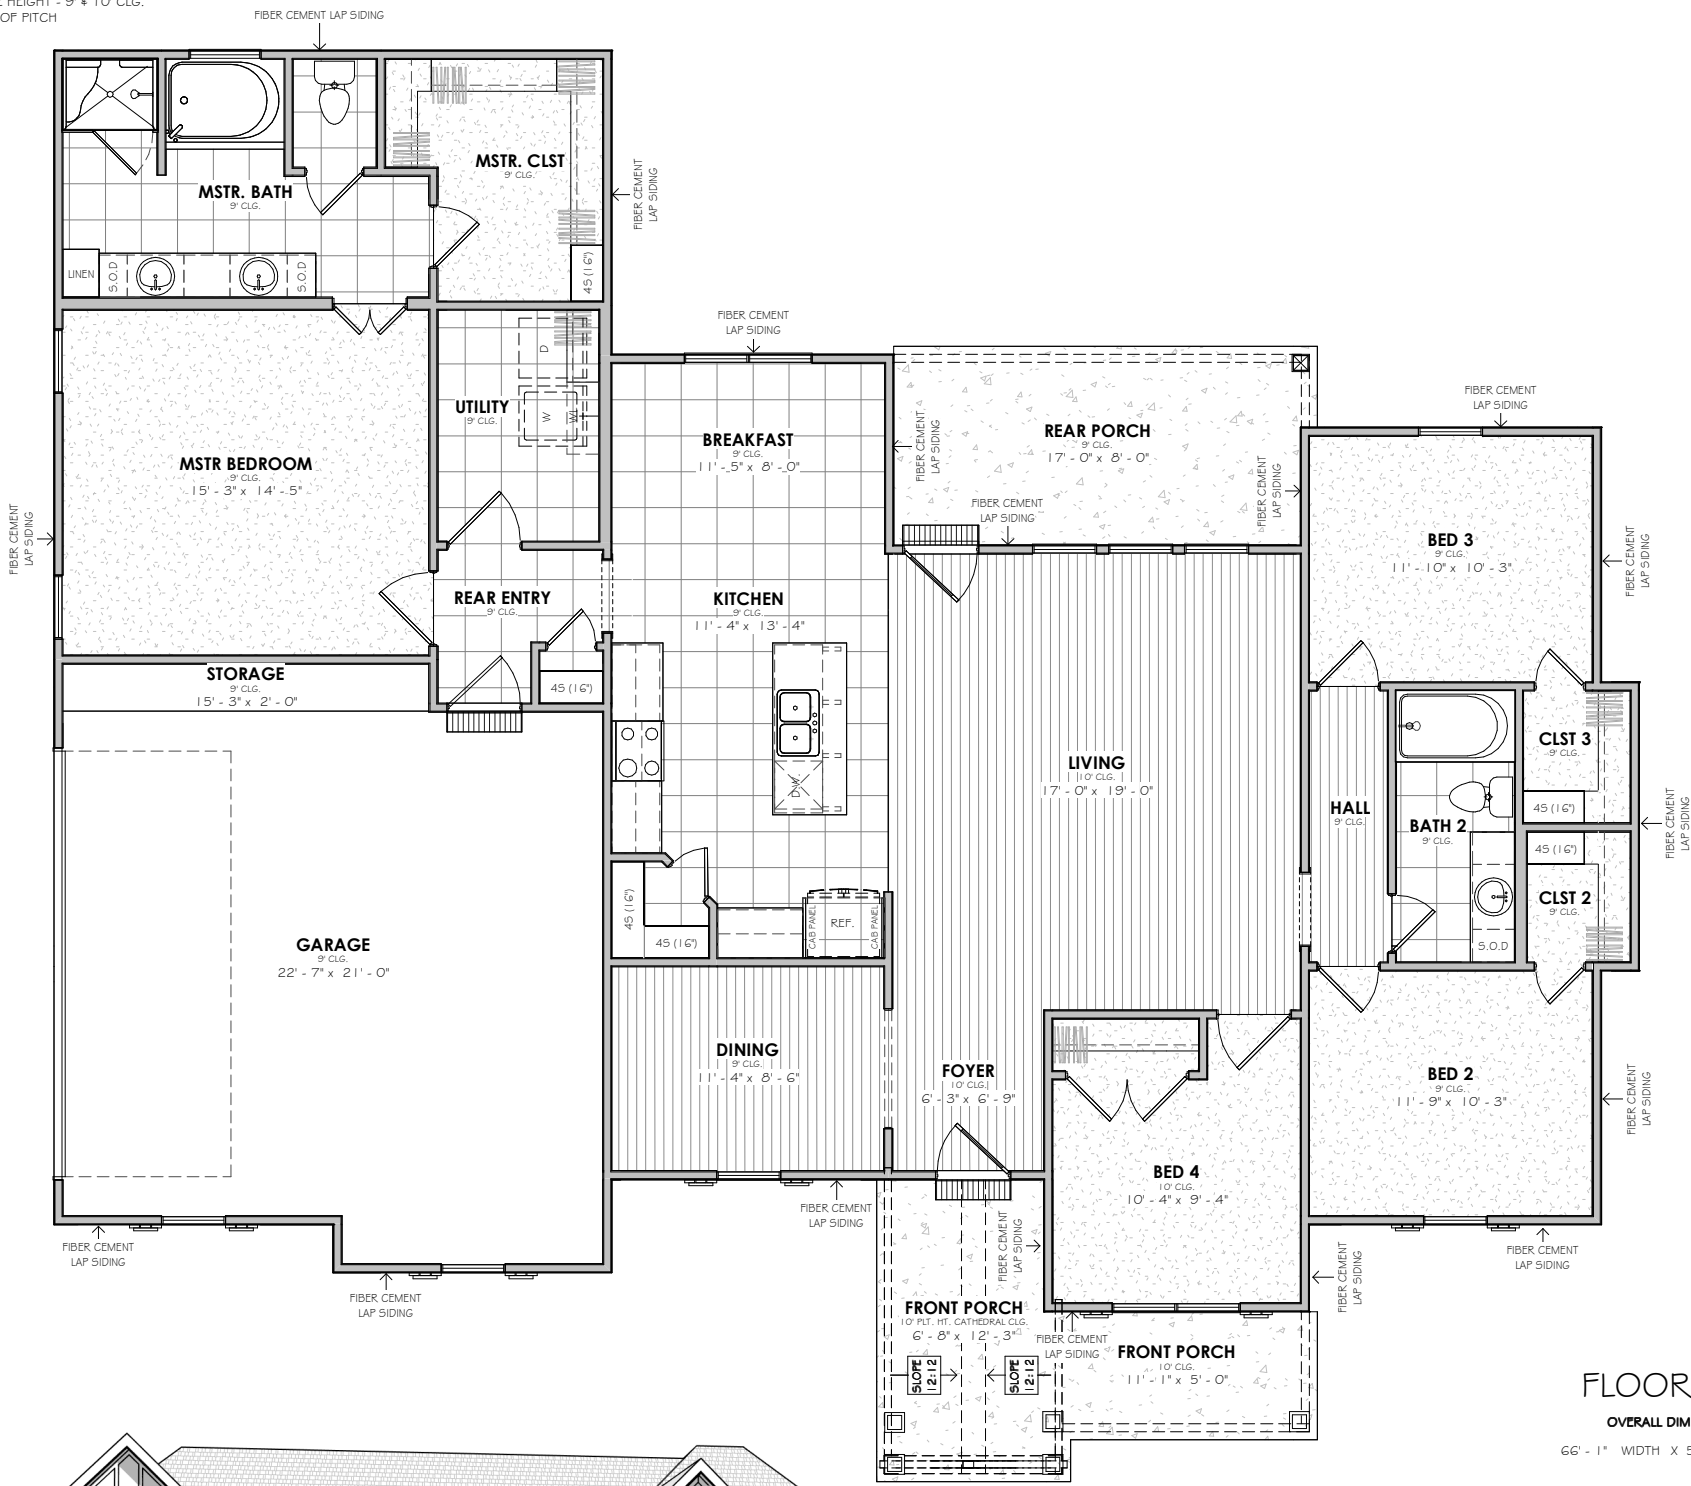 HEIGHT - 9' & 10' CLG.
OF PITCH
FIBER CEMENT LAP SIDING
MSTR. CLST
9' CLG.
MSTR. BATH
9' CLG.
FIBER CEMENT
LAP SIDING
LINEN
S.O.D
S.O.D
4S (16")
FIBER CEMENT
LAP SIDING
D
W
UTILITY
9' CLG.
BREAKFAST
9' CLG.
11' - 5" x 8' - 0"
FIBER CEMENT
LAP SIDING
REAR PORCH
9' CLG.
17' - 0" x 8' - 0"
FIBER CEMENT
LAP SIDING
FIBER CEMENT
LAP SIDING
FIBER CEMENT
LAP SIDING
MSTR BEDROOM
9' CLG.
15' - 3" x 14' - 5"
FIBER CEMENT
LAP SIDING
BED 3
9' CLG.
11' - 10" x 10' - 3"
FIBER CEMENT
LAP SIDING
REAR ENTRY
9' CLG.
KITCHEN
9' CLG.
11' - 4" x 13' - 4"
STORAGE
9' CLG.
15' - 3" x 2' - 0"
4S (16")
D.W.
LIVING
10' CLG.
17' - 0" x 19' - 0"
CLST 3
9' CLG.
HALL
9' CLG.
4S (16")
BATH 2
9' CLG.
FIBER CEMENT
LAP SIDING
4S (16")
CLST 2
9' CLG.
S.O.D
4S (16")
4S (16")
CAB PANEL
REF.
CAB PANEL
GARAGE
9' CLG.
22' - 7" x 21' - 0"
DINING
9' CLG.
11' - 4" x 8' - 6"
FOYER
10' CLG.
6' - 3" x 6' - 9"
BED 2
9' CLG.
11' - 9" x 10' - 3"
FIBER CEMENT
LAP SIDING
BED 4
10' CLG.
10' - 4" x 9' - 4"
FIBER CEMENT
LAP SIDING
FIBER CEMENT
LAP SIDING
FIBER CEMENT
LAP SIDING
FIBER CEMENT
LAP SIDING
FIBER CEMENT
LAP SIDING
FIBER CEMENT
LAP SIDING
FRONT PORCH
10' PLT. HT. CATHEDRAL CLG.
6' - 8" x 12' - 3"
FIBER CEMENT
LAP SIDING
FRONT PORCH
10' CLG.
11' - 1" x 5' - 0"
SLOPE
12:12
SLOPE
12:12
FLOOR
OVERALL DIM
66' - 1" WIDTH X